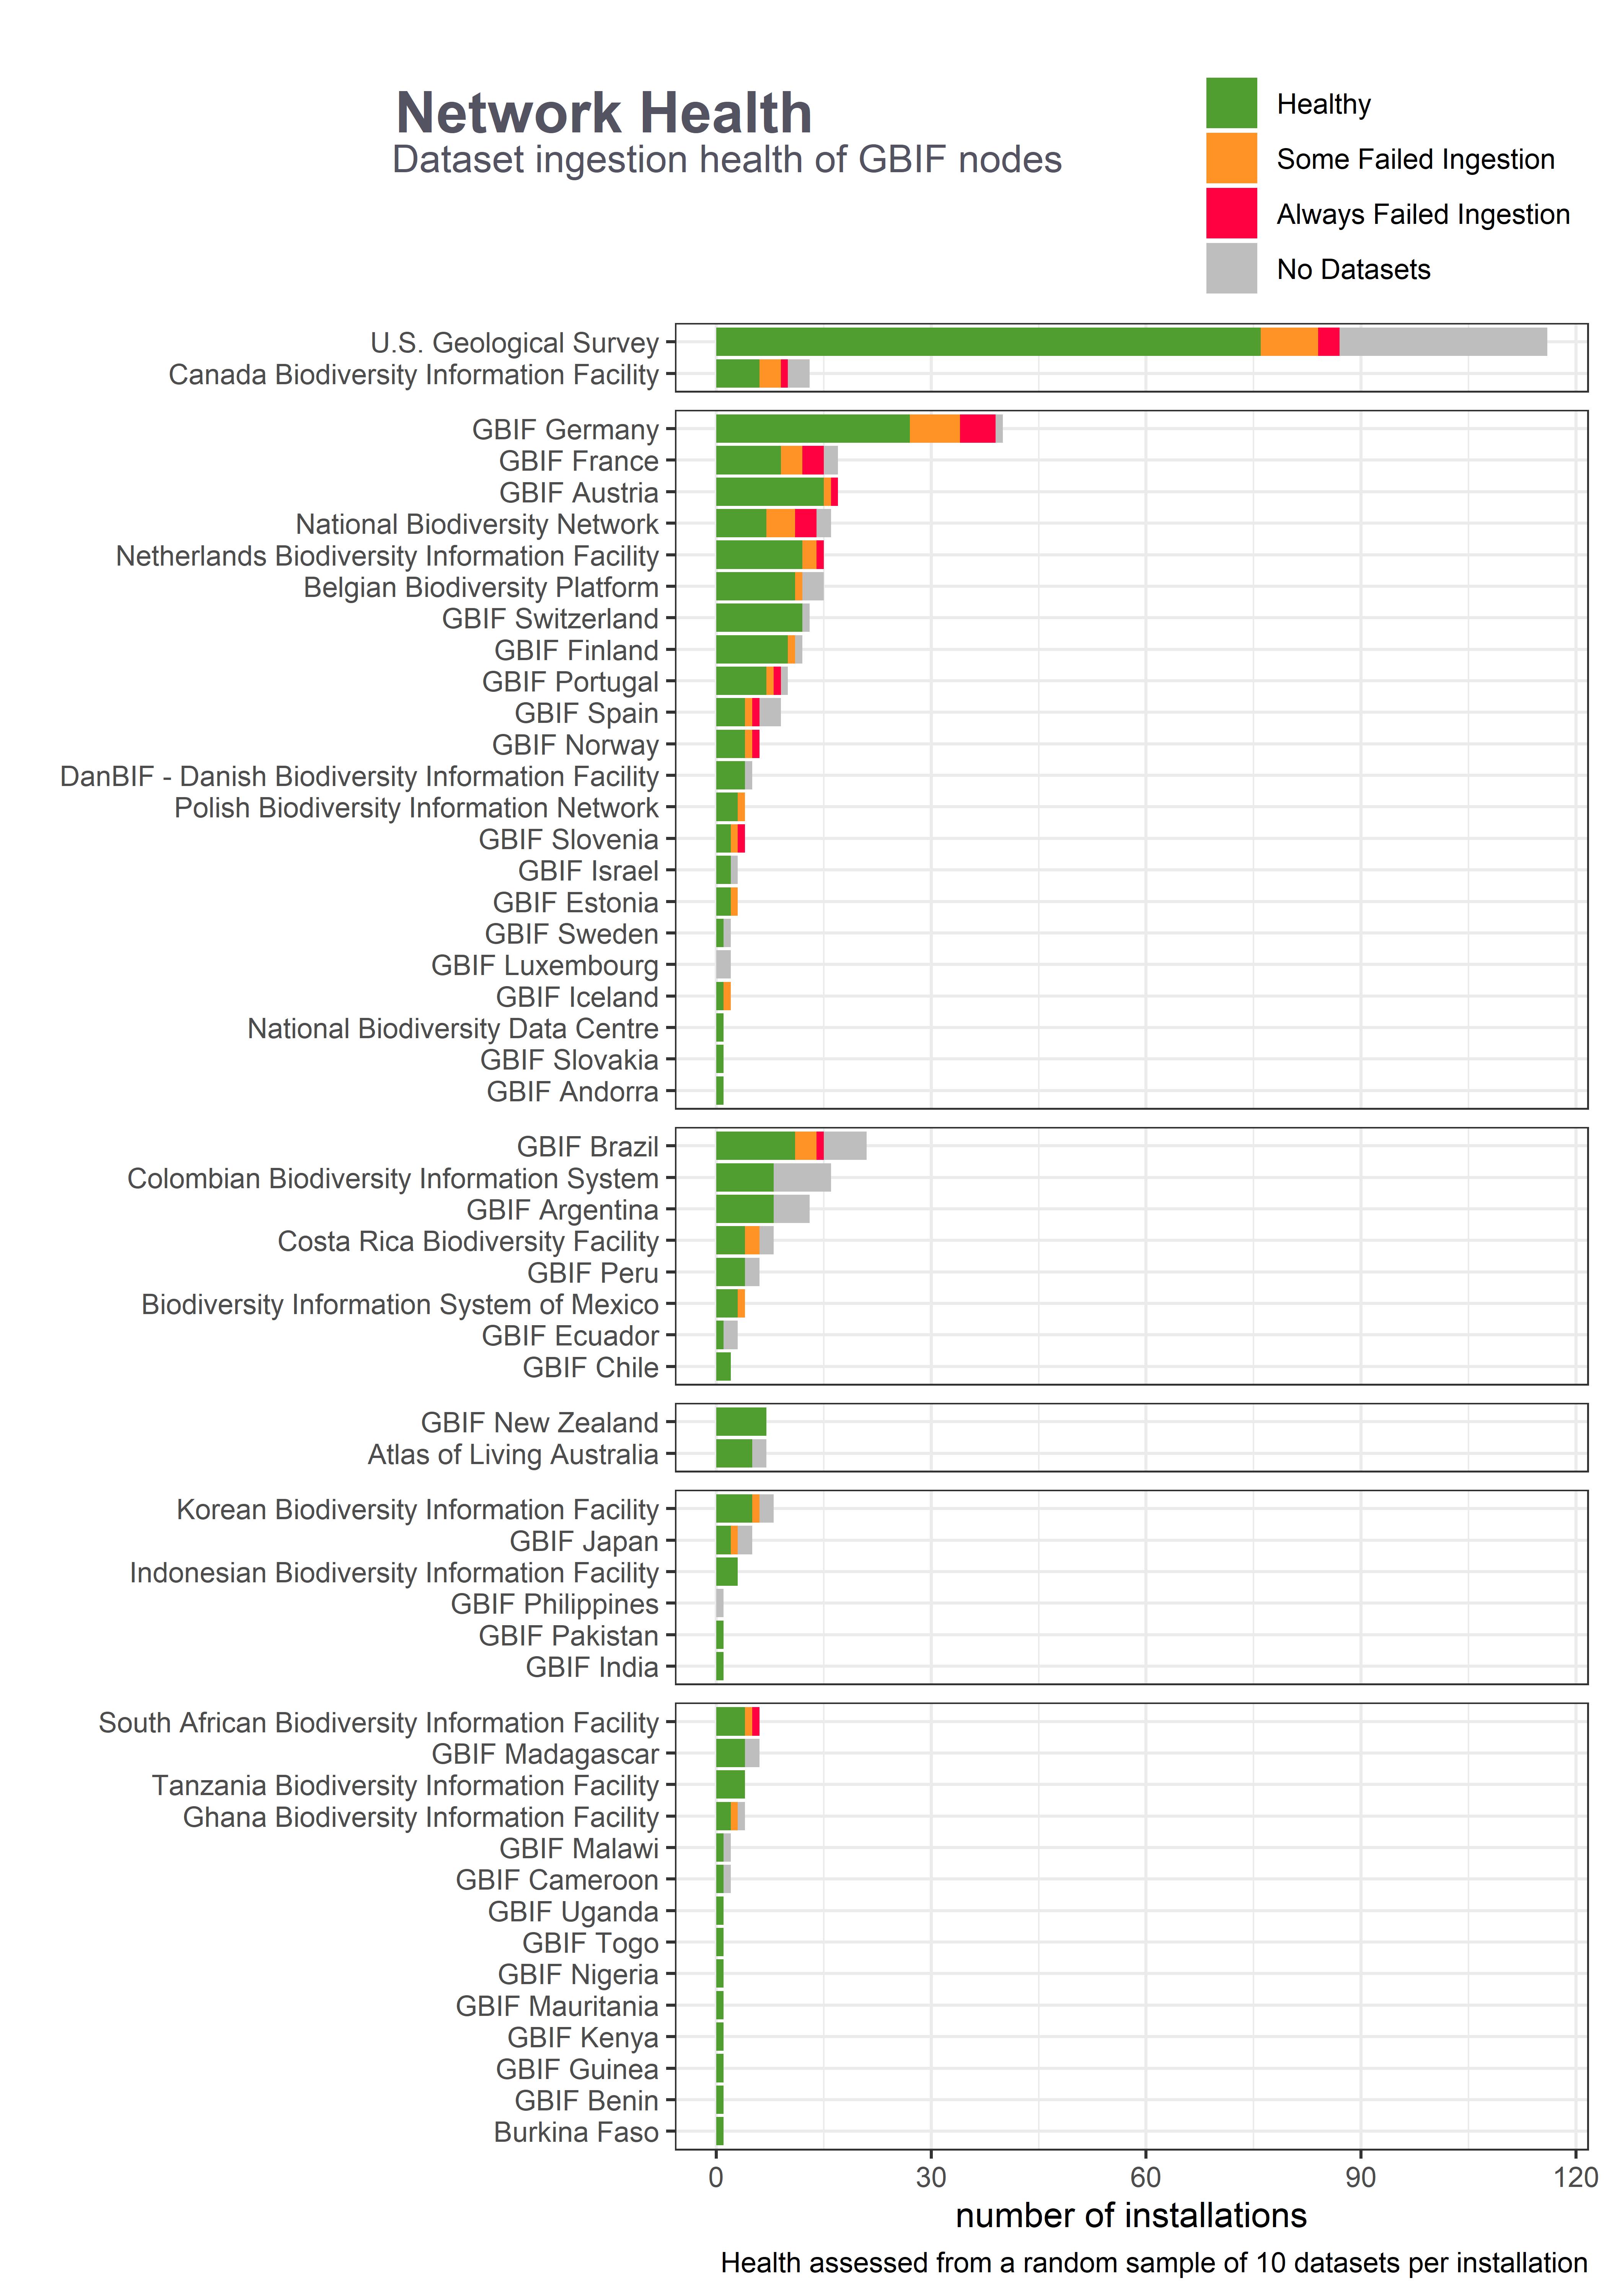 Network Health
Dataset ingestion health of GBIF nodes
Healthy
Some Failed Ingestion
Always Failed Ingestion
No Datasets
U.S. Geological Survey
Canada Biodiversity Information Facility
GBIF Germany
GBIF France
GBIF Austria
National Biodiversity Network
Netherlands Biodiversity Information Facility
Belgian Biodiversity Platform
GBIF Switzerland
GBIF Finland
GBIF Portugal
GBIF Spain
GBIF Norway
DanBIF - Danish Biodiversity Information Facility
Polish Biodiversity Information Network
GBIF Slovenia
GBIF Israel
GBIF Estonia
GBIF Sweden
GBIF Luxembourg
GBIF Iceland
National Biodiversity Data Centre
GBIF Slovakia
GBIF Andorra
GBIF Brazil
Colombian Biodiversity Information System
GBIF Argentina
Costa Rica Biodiversity Facility
GBIF Peru
Biodiversity Information System of Mexico
GBIF Ecuador
GBIF Chile
GBIF New Zealand
Atlas of Living Australia
Korean Biodiversity Information Facility
GBIF Japan
Indonesian Biodiversity Information Facility
GBIF Philippines
GBIF Pakistan
GBIF India
South African Biodiversity Information Facility
GBIF Madagascar
Tanzania Biodiversity Information Facility
Ghana Biodiversity Information Facility
GBIF Malawi
GBIF Cameroon
GBIF Uganda
GBIF Togo
GBIF Nigeria
GBIF Mauritania
GBIF Kenya
GBIF Guinea
GBIF Benin
Burkina Faso
0 30 60 90 120
number of installations
Health assessed from a random sample of 10 datasets per installation